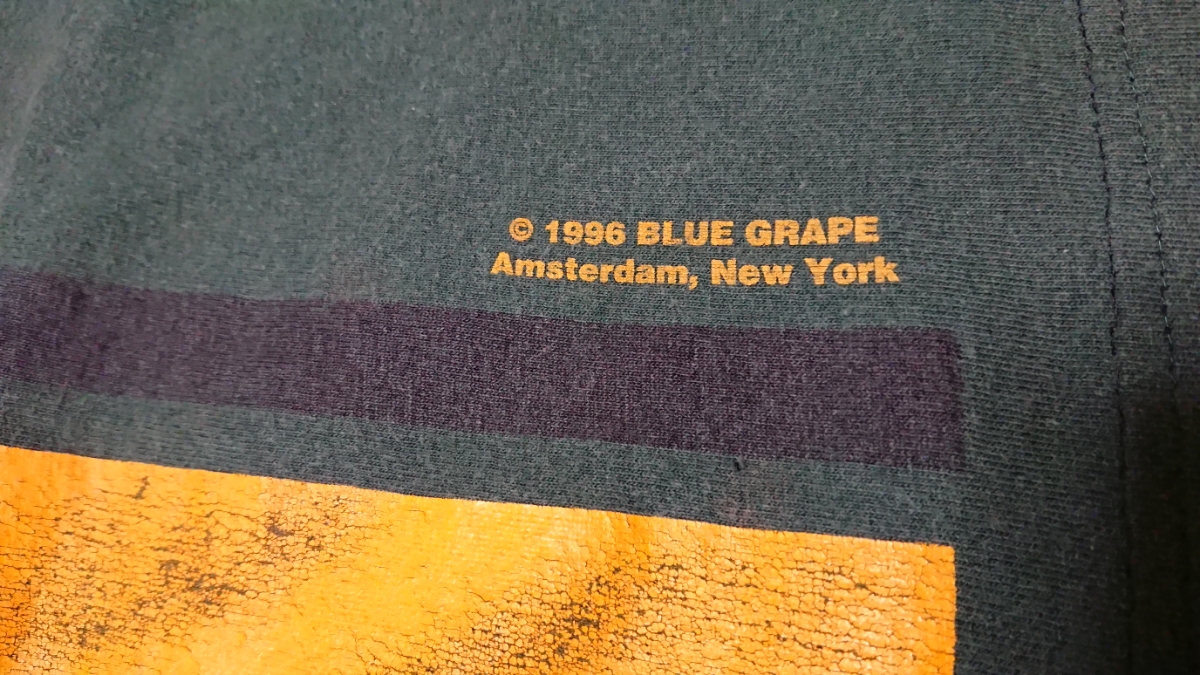 © 1996 BLUE GRAPE
Amsterdam, New York